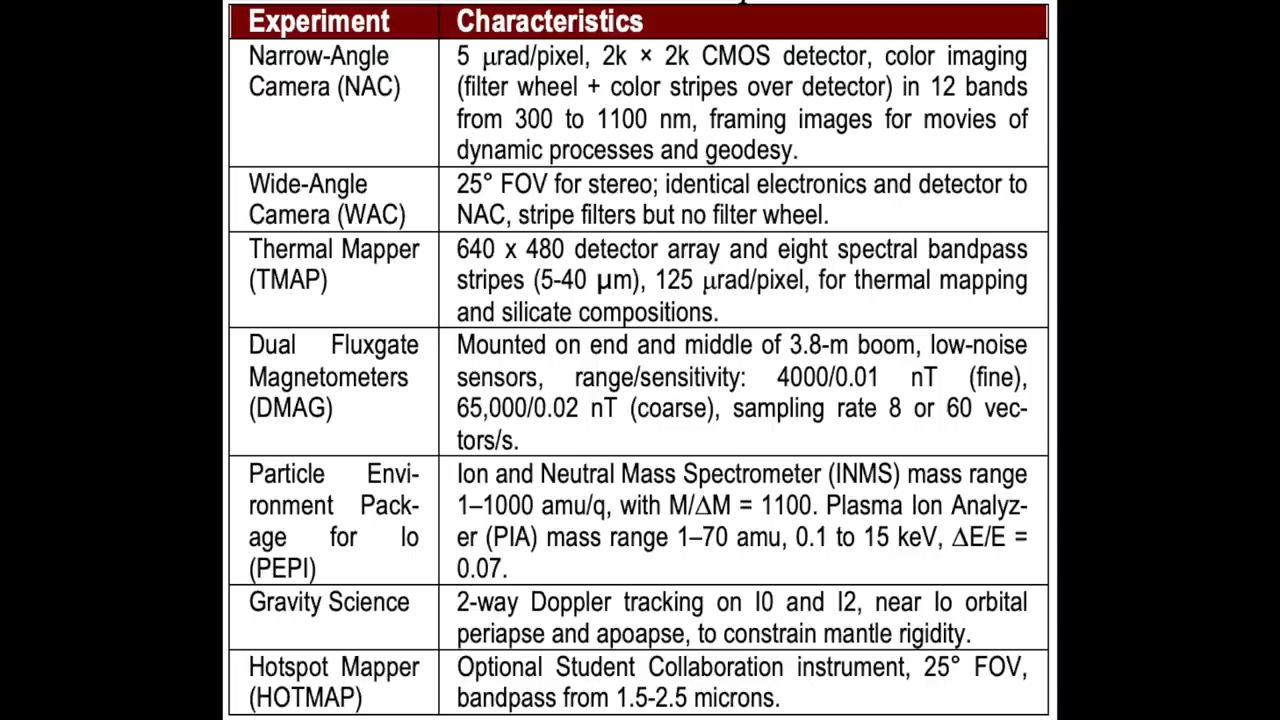 Experiment Characteristics
Narrow-Angle 5 μrad/pixel, 2k × 2k CMOS detector, color imaging
Camera (NAC) (filter wheel + color stripes over detector) in 12 bands
from 300 to 1100 nm, framing images for movies of
dynamic processes and geodesy.
Wide-Angle 25° FOV for stereo; identical electronics and detector to
Camera (WAC) NAC, stripe filters but no filter wheel.
Thermal Mapper 640 x 480 detector array and eight spectral bandpass
(TMAP) stripes (5-40 μm), 125 μrad/pixel, for thermal mapping
and silicate compositions.
Dual Fluxgate Mounted on end and middle of 3.8-m boom, low-noise
Magnetometers sensors, range/sensitivity: 4000/0.01 nT (fine),
(DMAG) 65,000/0.02 nT (coarse), sampling rate 8 or 60 vec-
tors/s.
Particle Envi- Ion and Neutral Mass Spectrometer (INMS) mass range
ronment Pack- 1–1000 amu/q, with M/ΔM = 1100. Plasma Ion Analyz-
age for Io er (PIA) mass range 1–70 amu, 0.1 to 15 keV, ΔE/E =
(PEPI) 0.07.
Gravity Science 2-way Doppler tracking on I0 and I2, near Io orbital
periapse and apoapse, to constrain mantle rigidity.
Hotspot Mapper Optional Student Collaboration instrument, 25° FOV,
(HOTMAP) bandpass from 1.5-2.5 microns.